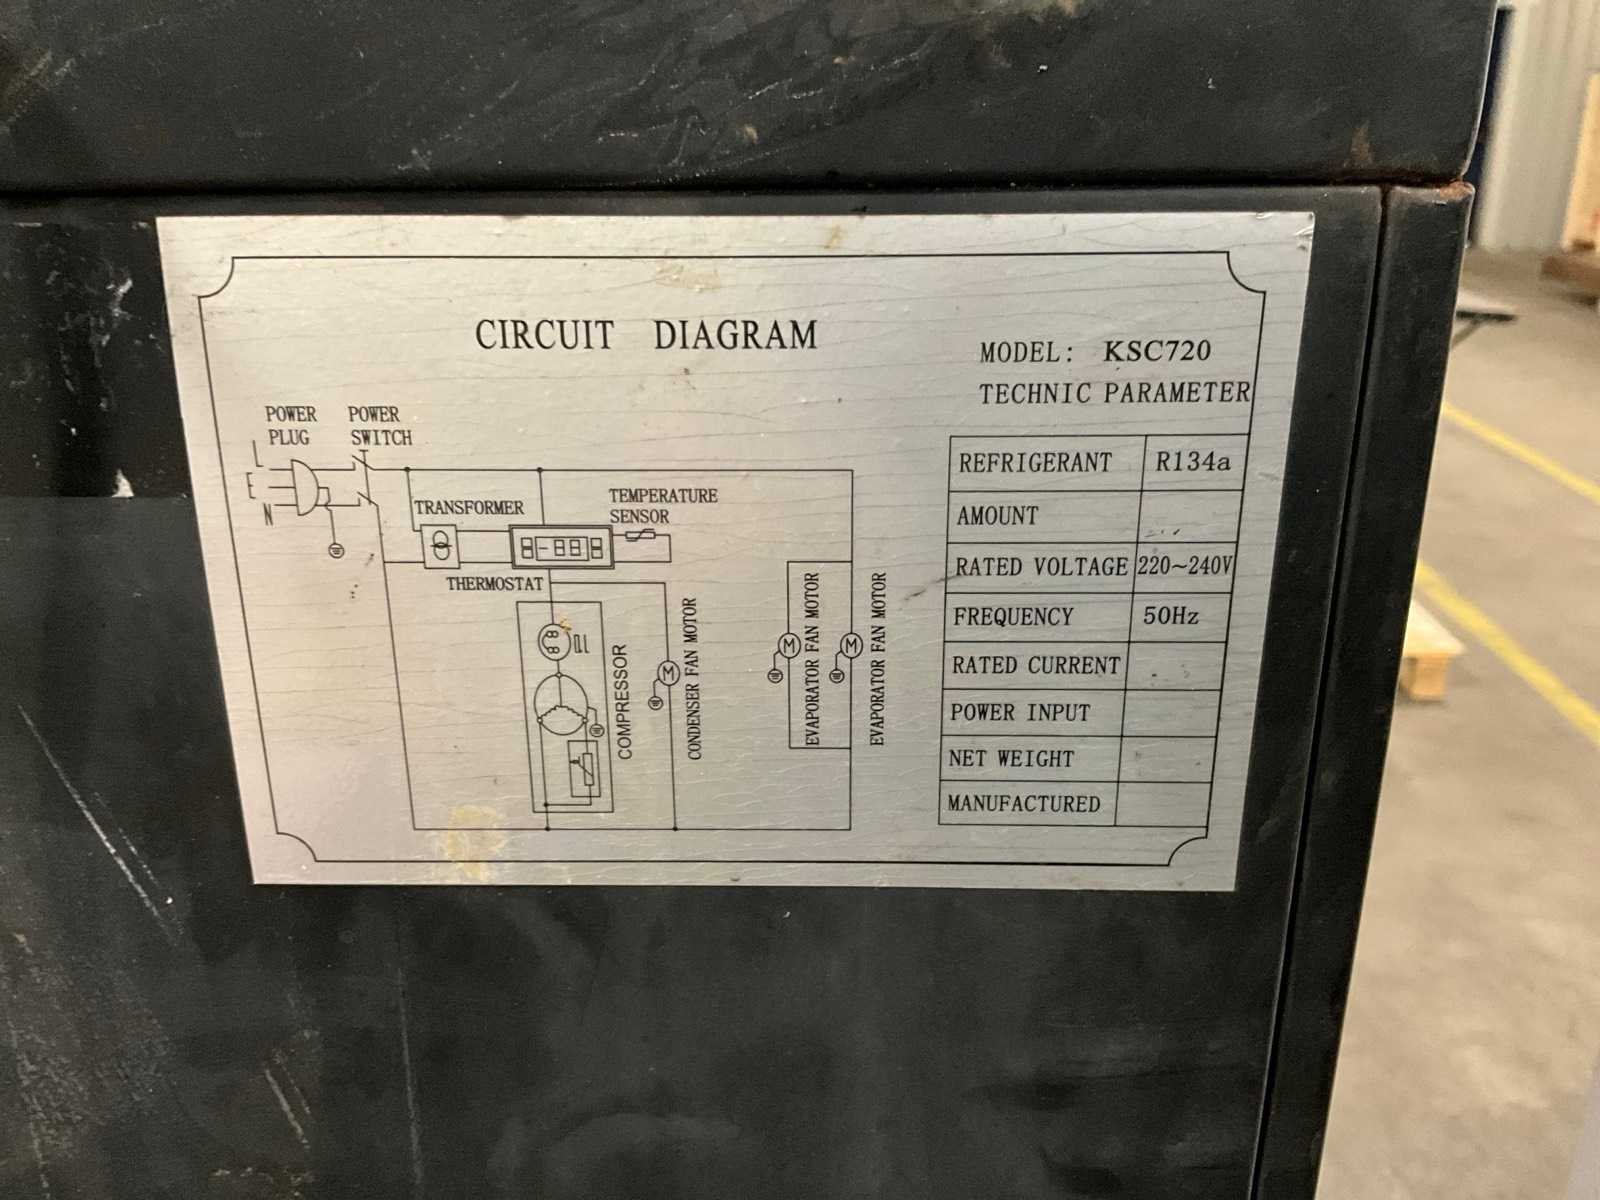 CIRCUIT DIAGRAM
MODEL: KSC720
TECHNIC PARAMETER
POWER PLUG
POWER SWITCH
L
E
N
TRANSFORMER
TEMPERATURE SENSOR
THERMOSTAT
COMPRESSOR
M
CONDENSER FAN MOTOR
M
EVAPORATOR FAN MOTOR
M
EVAPORATOR FAN MOTOR
REFRIGERANT R134a
AMOUNT
RATED VOLTAGE 220~240V
FREQUENCY 50Hz
RATED CURRENT
POWER INPUT
NET WEIGHT
MANUFACTURED